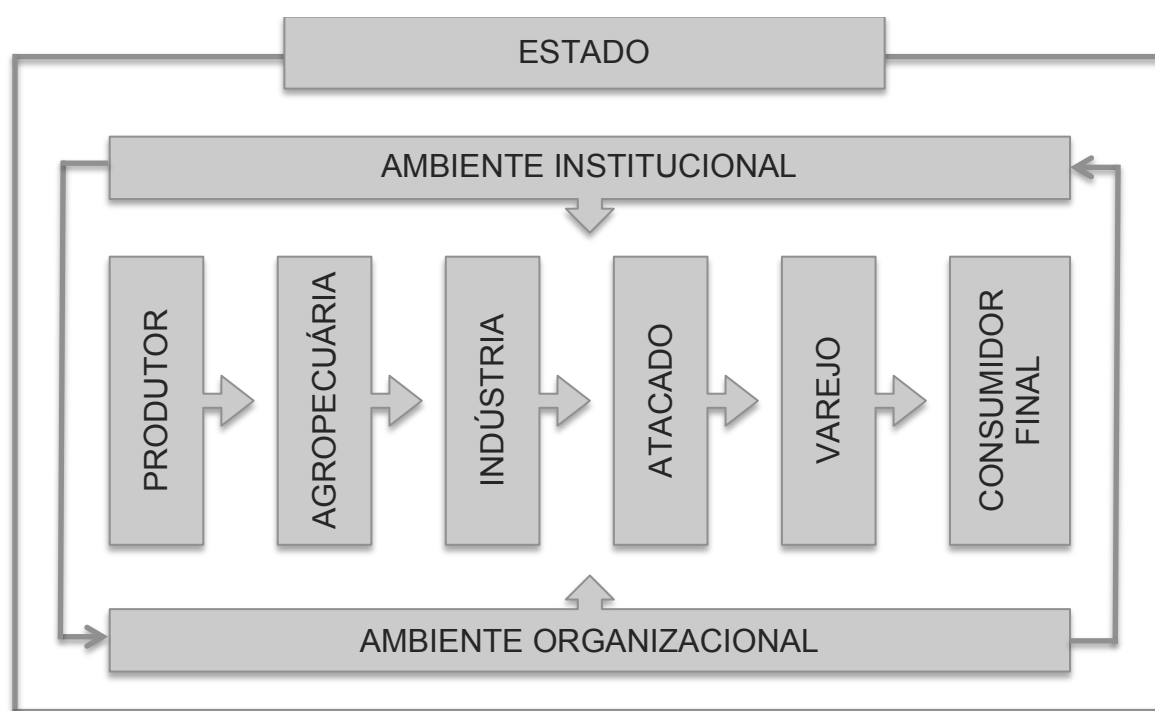 ESTADO
AMBIENTE INSTITUCIONAL
PRODUTOR
AGROPECUÁRIA
INDÚSTRIA
ATACADO
VAREJO
CONSUMIDOR
FINAL
AMBIENTE ORGANIZACIONAL